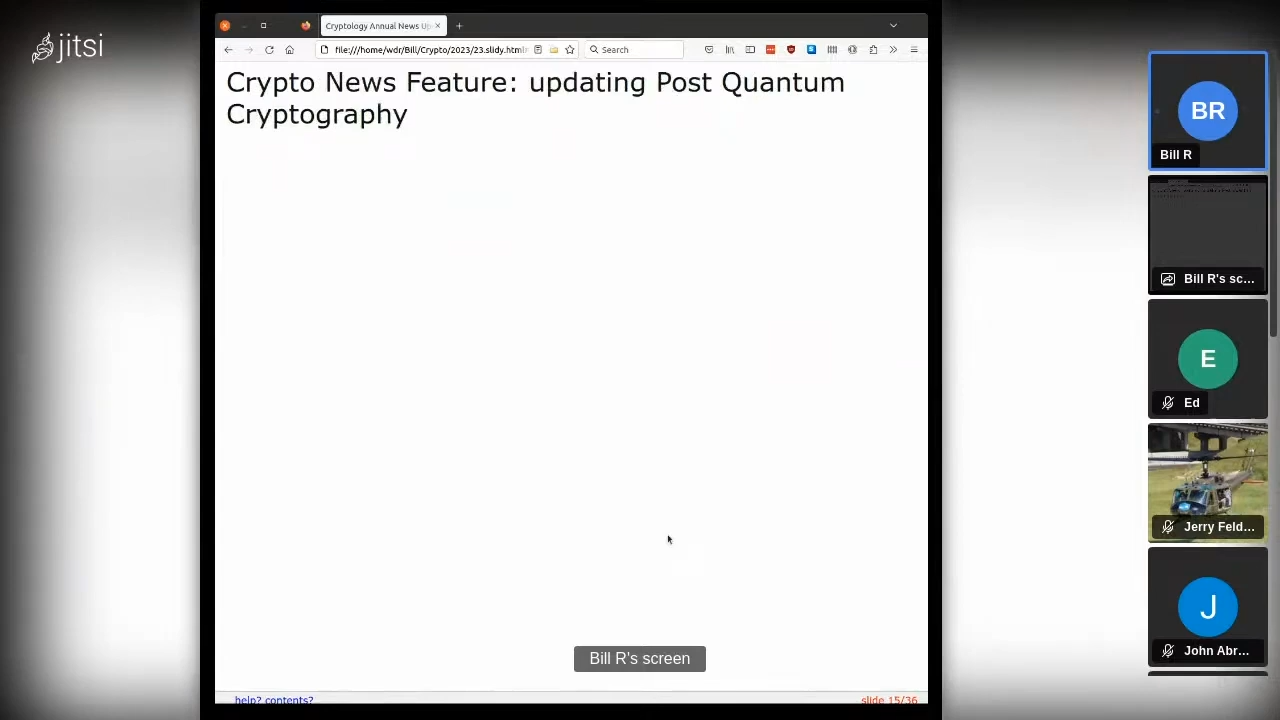 jitsi
Cryptology Annual News Up
file:///home/wdr/Bill/Crypto/2023/23.slidy.html
Search
Crypto News Feature: updating Post Quantum
Cryptography
Bill R's screen
help? contents?
slide 15/36
BR
Bill R
Bill R's sc...
E
Ed
Jerry Feld...
J
John Abr...